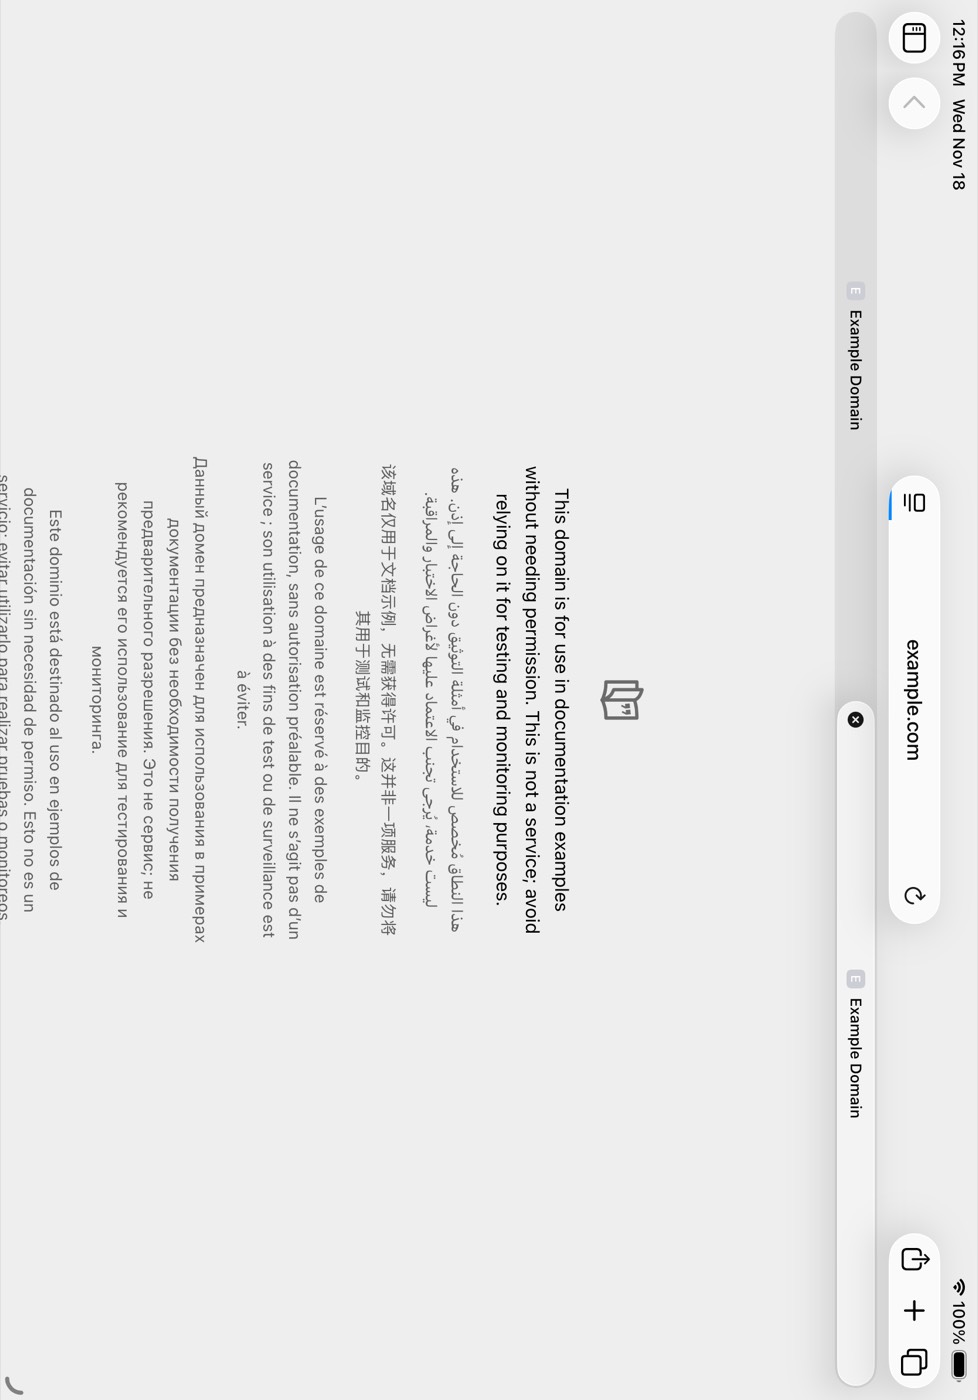 12:16 PM Wed Nov 18
100%
example.com
E Example Domain
E Example Domain
This domain is for use in documentation examples
without needing permission. This is not a service; avoid
relying on it for testing and monitoring purposes.
هذا النطاق مُخصص للاستخدام في أمثلة التوثيق دون الحاجة إلى إذن. هذه
ليست خدمة، يُرجى تجنب الاعتماد عليها لأغراض الاختبار والمراقبة.
该域名仅用于文档示例，无需获得许可。这并非一项服务，请勿将
其用于测试和监控目的。
L’usage de ce domaine est réservé à des exemples de
documentation, sans autorisation préalable. Il ne s’agit pas d’un
service ; son utilisation à des fins de test ou de surveillance est
à éviter.
Данный домен предназначен для использования в примерах
документации без необходимости получения
предварительного разрешения. Это не сервис; не
рекомендуется его использование для тестирования и
мониторинга.
Este dominio está destinado al uso en ejemplos de
documentación sin necesidad de permiso. Esto no es un
servicio; evitar utilizarlo para realizar pruebas o monitoreos.